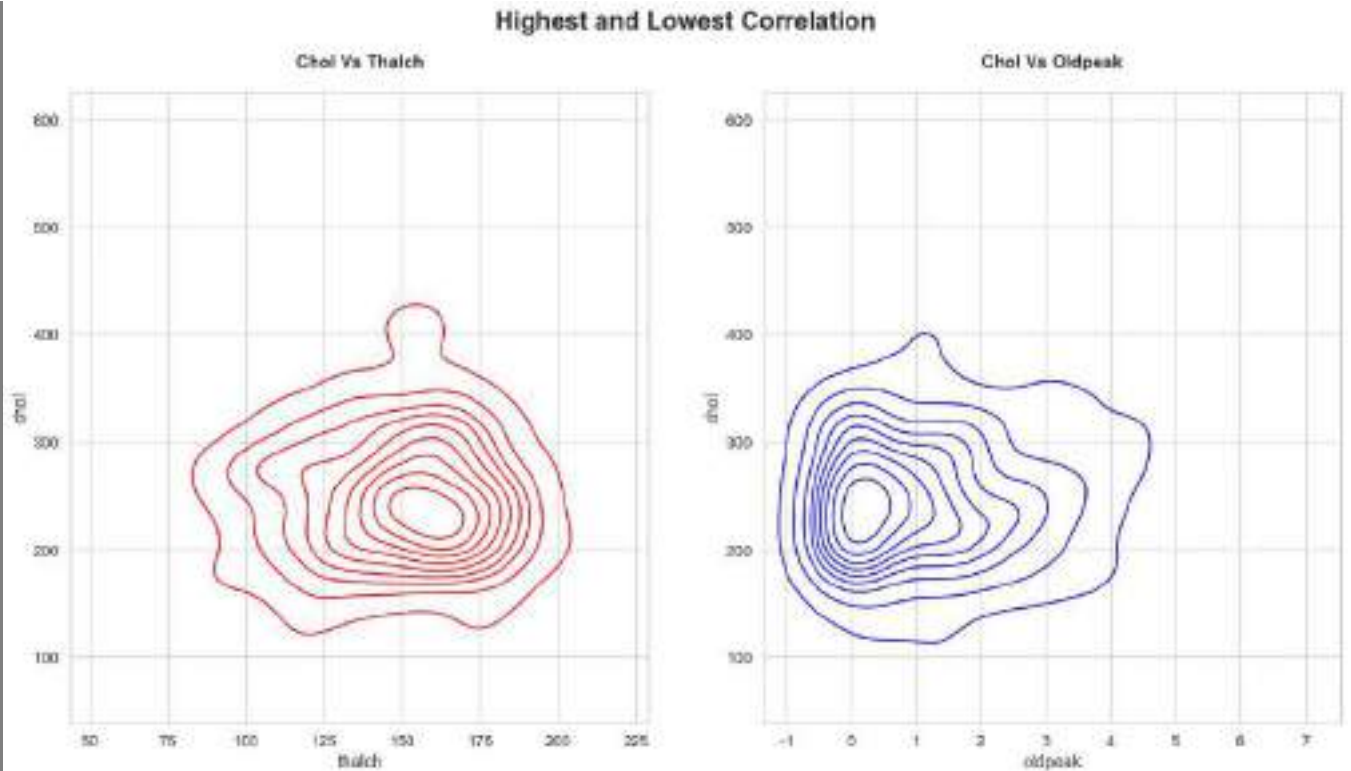 Highest and Lowest Correlation
Chol Vs Thalch
Chol Vs Oldpeak
600
500
400
300
200
100
chol
50 75 100 125 150 175 200 225
thalch
600
500
400
300
200
100
chol
-1 0 1 2 3 4 5 6 7
oldpeak